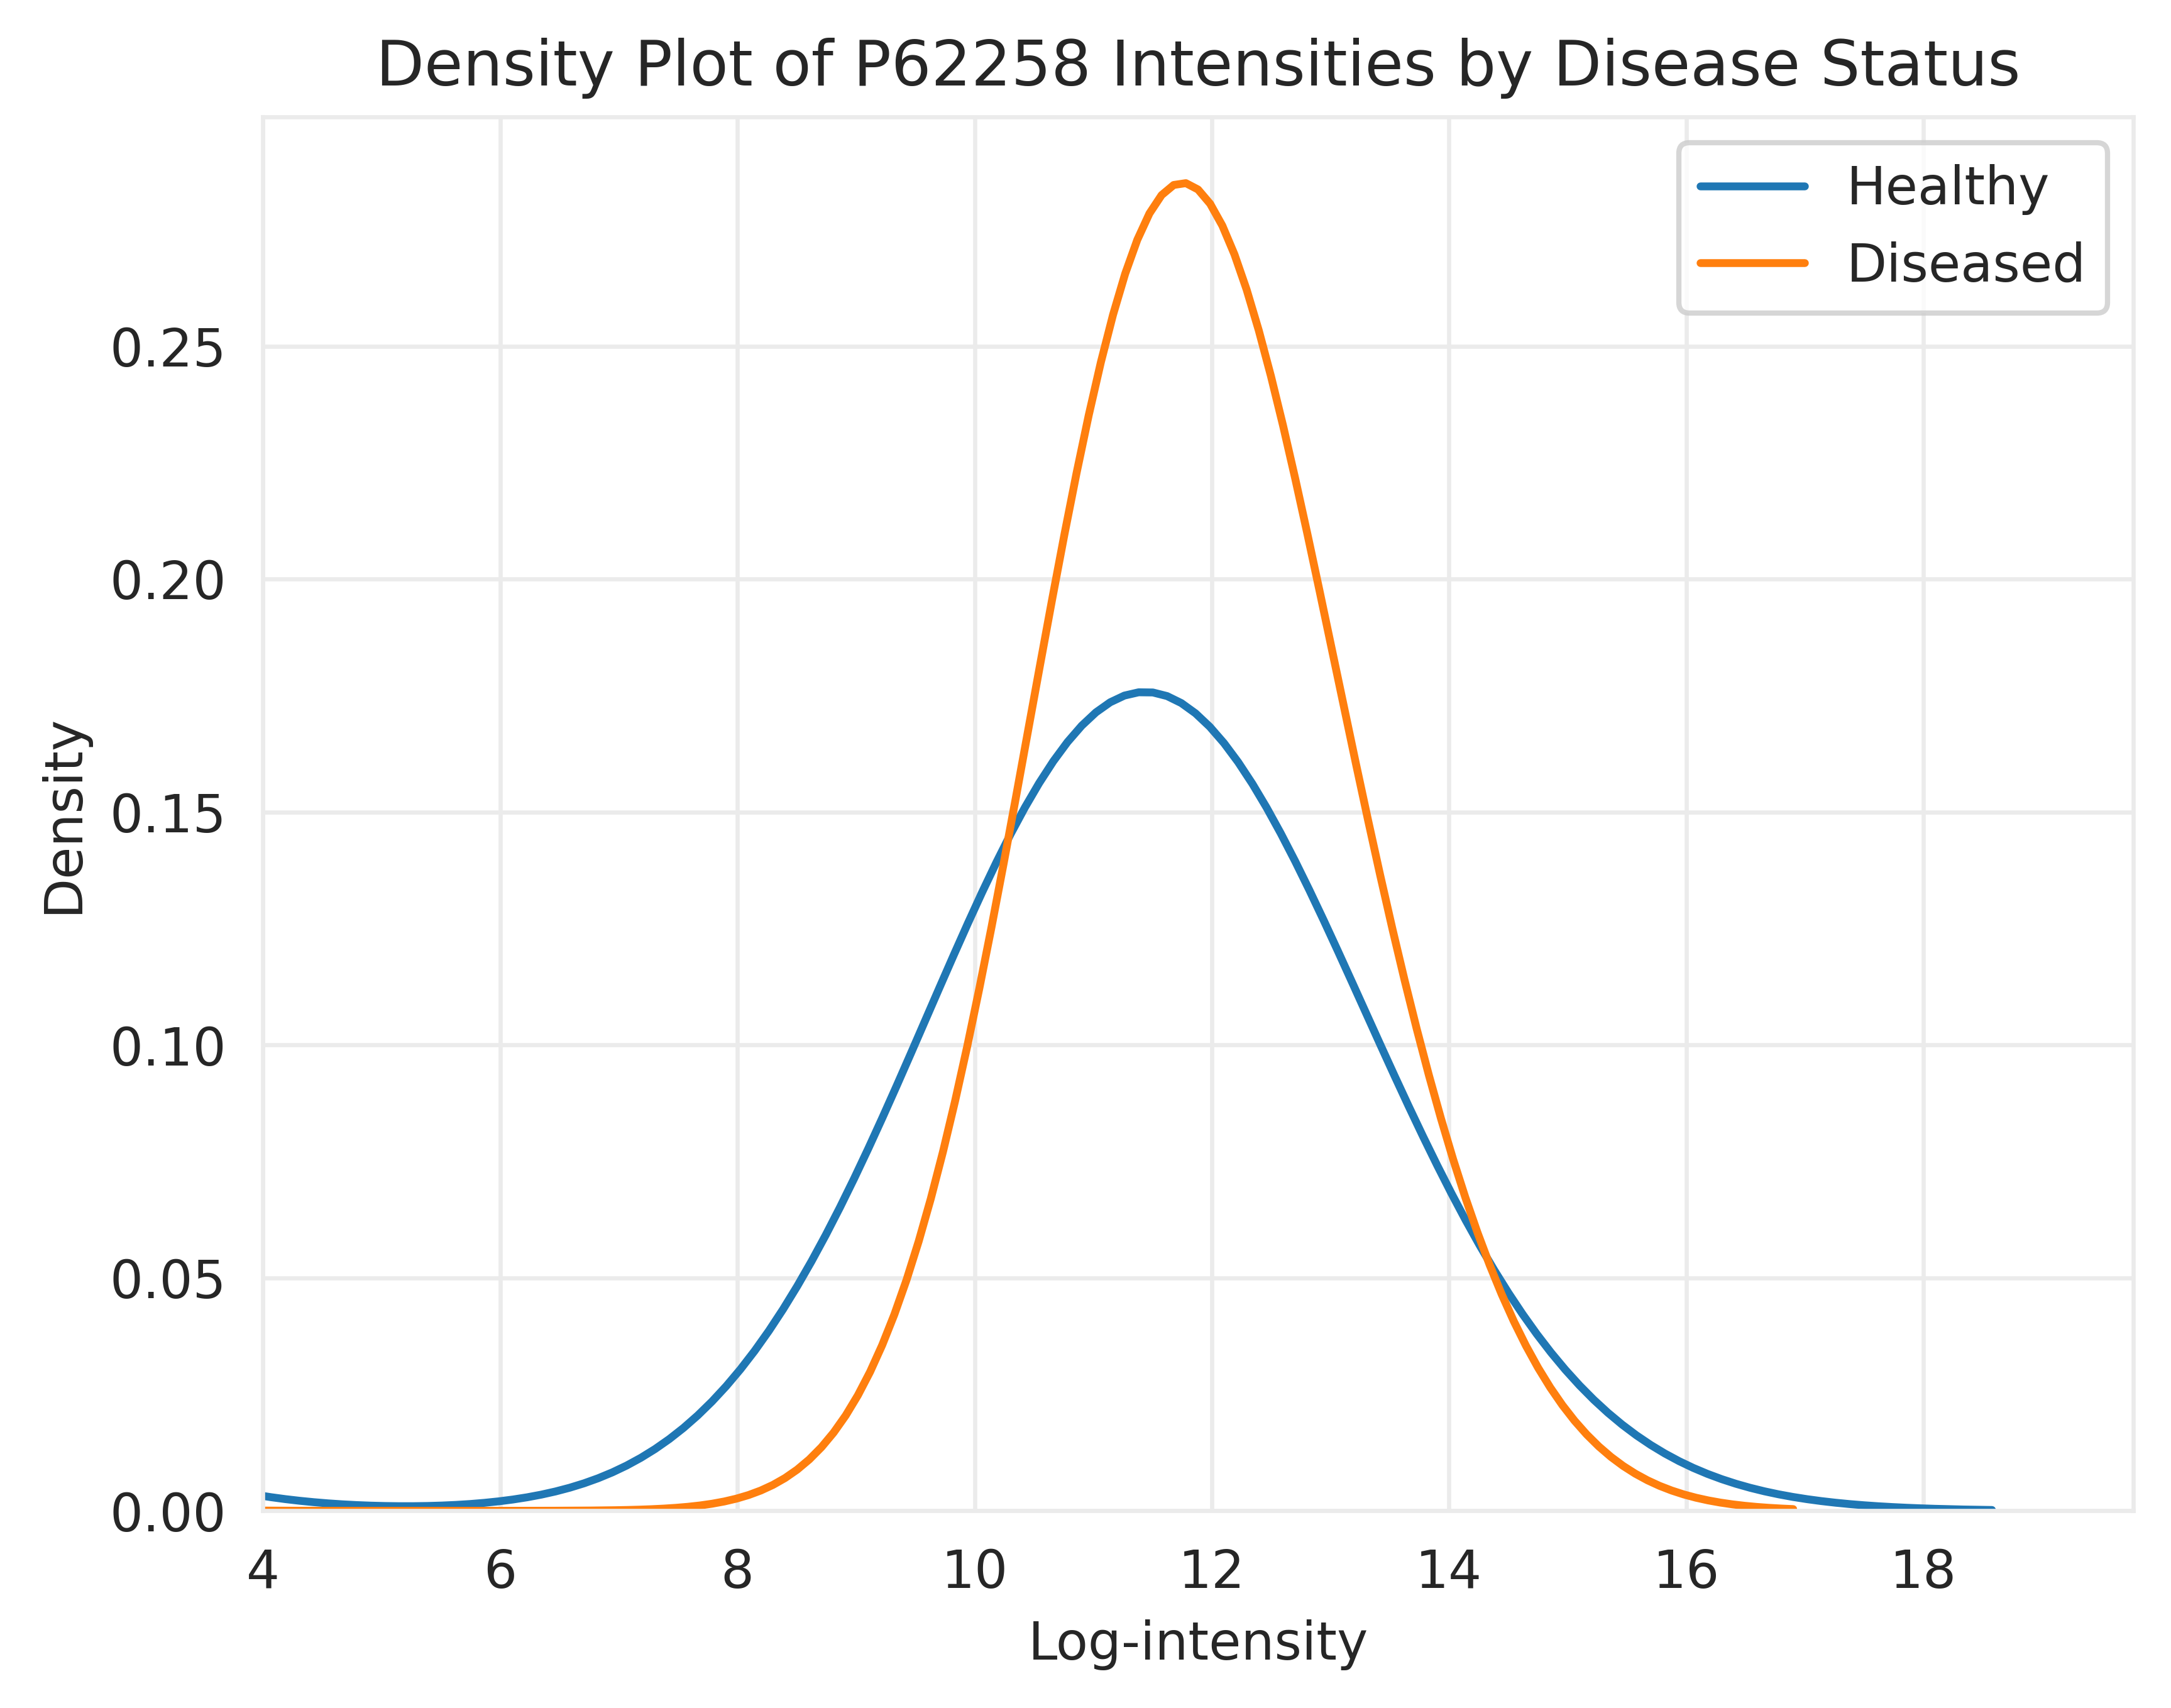 Density Plot of P62258 Intensities by Disease Status
Healthy
Diseased
0.25
0.20
0.15
0.10
0.05
0.00
Density
4 6 8 10 12 14 16 18
Log-intensity